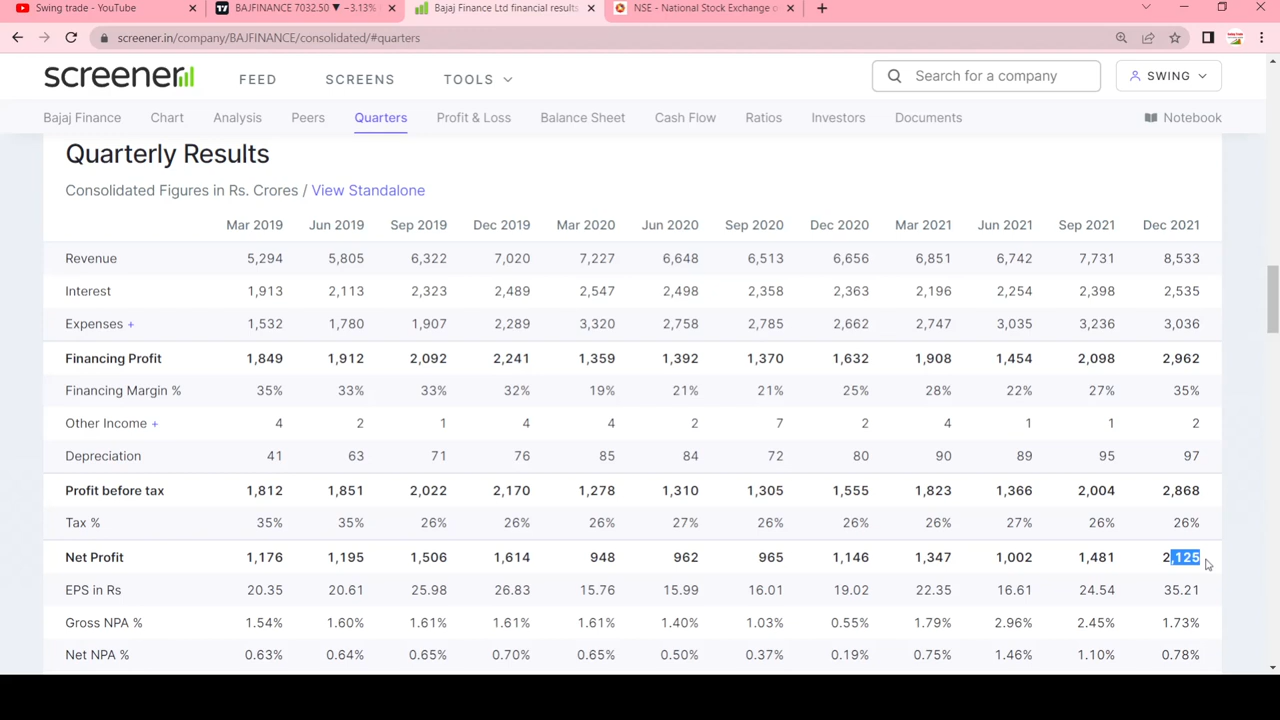 Swing trade - YouTube
BAJFINANCE 7032.50 ▼ −3.13%
Bajaj Finance Ltd financial results
NSE - National Stock Exchange o
screener.in/company/BAJFINANCE/consolidated/#quarters
screener
FEED SCREENS TOOLS
Search for a company
SWING
Bajaj Finance Chart Analysis Peers Quarters Profit & Loss Balance Sheet Cash Flow Ratios Investors Documents Notebook
Quarterly Results
Consolidated Figures in Rs. Crores / View Standalone
Mar 2019 Jun 2019 Sep 2019 Dec 2019 Mar 2020 Jun 2020 Sep 2020 Dec 2020 Mar 2021 Jun 2021 Sep 2021 Dec 2021
Revenue 5,294 5,805 6,322 7,020 7,227 6,648 6,513 6,656 6,851 6,742 7,731 8,533
Interest 1,913 2,113 2,323 2,489 2,547 2,498 2,358 2,363 2,196 2,254 2,398 2,535
Expenses + 1,532 1,780 1,907 2,289 3,320 2,758 2,785 2,662 2,747 3,035 3,236 3,036
Financing Profit 1,849 1,912 2,092 2,241 1,359 1,392 1,370 1,632 1,908 1,454 2,098 2,962
Financing Margin % 35% 33% 33% 32% 19% 21% 21% 25% 28% 22% 27% 35%
Other Income + 4 2 1 4 4 2 7 2 4 1 1 2
Depreciation 41 63 71 76 85 84 72 80 90 89 95 97
Profit before tax 1,812 1,851 2,022 2,170 1,278 1,310 1,305 1,555 1,823 1,366 2,004 2,868
Tax % 35% 35% 26% 26% 26% 27% 26% 26% 26% 27% 26% 26%
Net Profit 1,176 1,195 1,506 1,614 948 962 965 1,146 1,347 1,002 1,481 2,125
EPS in Rs 20.35 20.61 25.98 26.83 15.76 15.99 16.01 19.02 22.35 16.61 24.54 35.21
Gross NPA % 1.54% 1.60% 1.61% 1.61% 1.61% 1.40% 1.03% 0.55% 1.79% 2.96% 2.45% 1.73%
Net NPA % 0.63% 0.64% 0.65% 0.70% 0.65% 0.50% 0.37% 0.19% 0.75% 1.46% 1.10% 0.78%